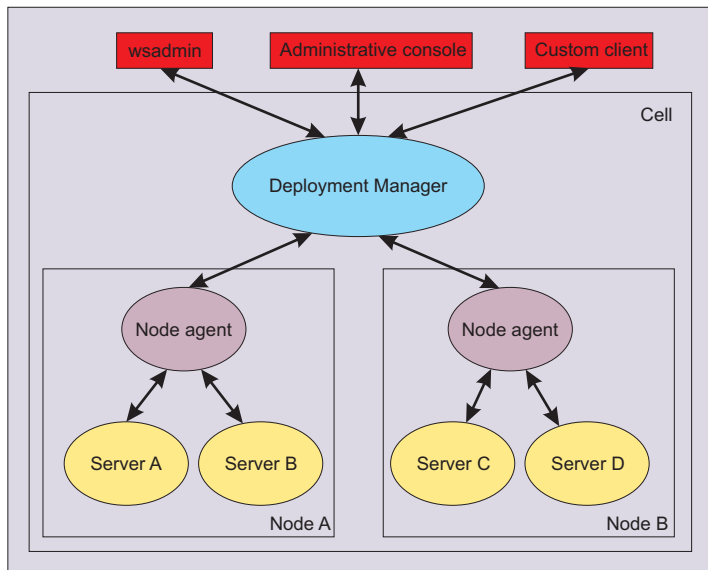 wsadmin
Administrative console
Custom client
Cell
Deployment Manager
Node agent
Node agent
Server A
Server B
Server C
Server D
Node A
Node B